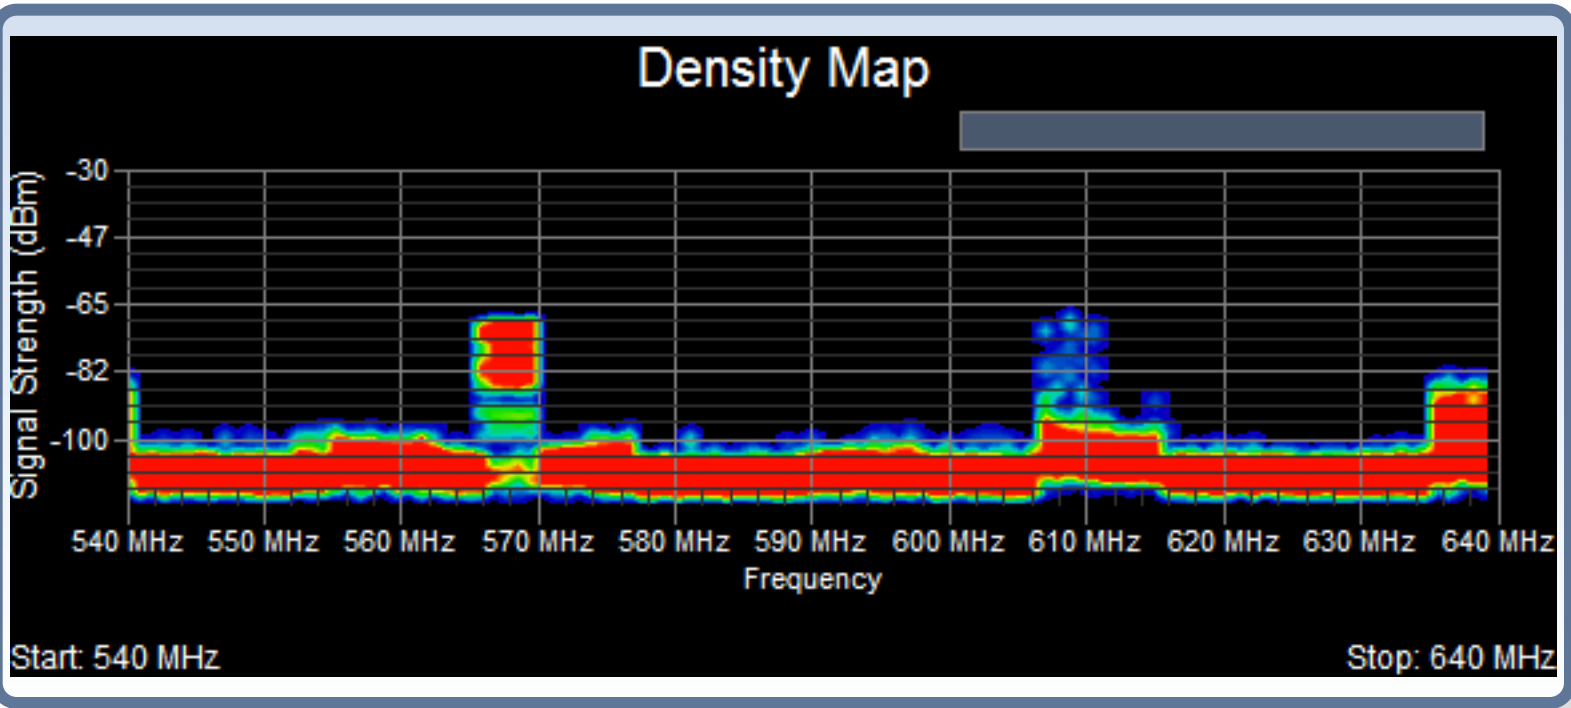 Density Map
Signal Strength (dBm)
-30
-47
-65
-82
-100
540 MHz 550 MHz 560 MHz 570 MHz 580 MHz 590 MHz 600 MHz 610 MHz 620 MHz 630 MHz 640 MHz
Frequency
Start: 540 MHz Stop: 640 MHz